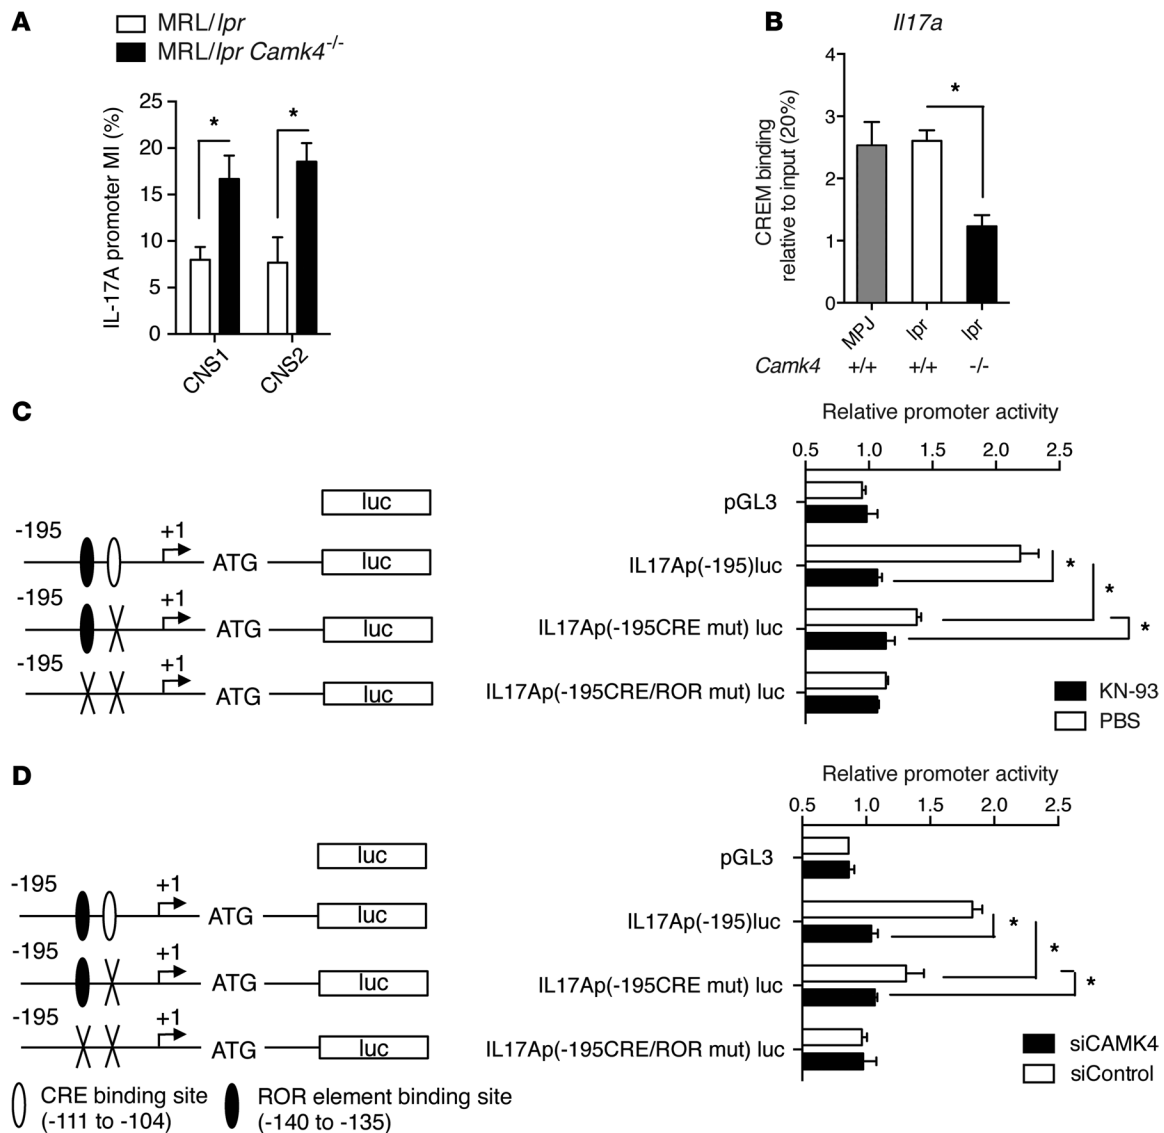 A
MRL/lpr
MRL/lpr Camk4-/-
IL-17A promoter MI (%)
25
20
15
10
5
0
*
*
CNS1
CNS2
B
Il17a
CREM binding
relative to input (20%)
4
3
2
1
0
*
MPJ
lpr
lpr
Camk4 +/+ +/+ -/-
C
Relative promoter activity
0.5 1.0 1.5 2.0 2.5
luc
pGL3
-195 +1 ATG luc
IL17Ap(-195)luc
*
-195 +1 ATG luc
IL17Ap(-195CRE mut) luc
*
*
-195 +1 ATG luc
IL17Ap(-195CRE/ROR mut) luc
KN-93
PBS
D
Relative promoter activity
0.5 1.0 1.5 2.0 2.5
luc
pGL3
-195 +1 ATG luc
IL17Ap(-195)luc
*
-195 +1 ATG luc
IL17Ap(-195CRE mut) luc
*
*
-195 +1 ATG luc
IL17Ap(-195CRE/ROR mut) luc
siCAMK4
siControl
CRE binding site
(-111 to -104)
ROR element binding site
(-140 to -135)